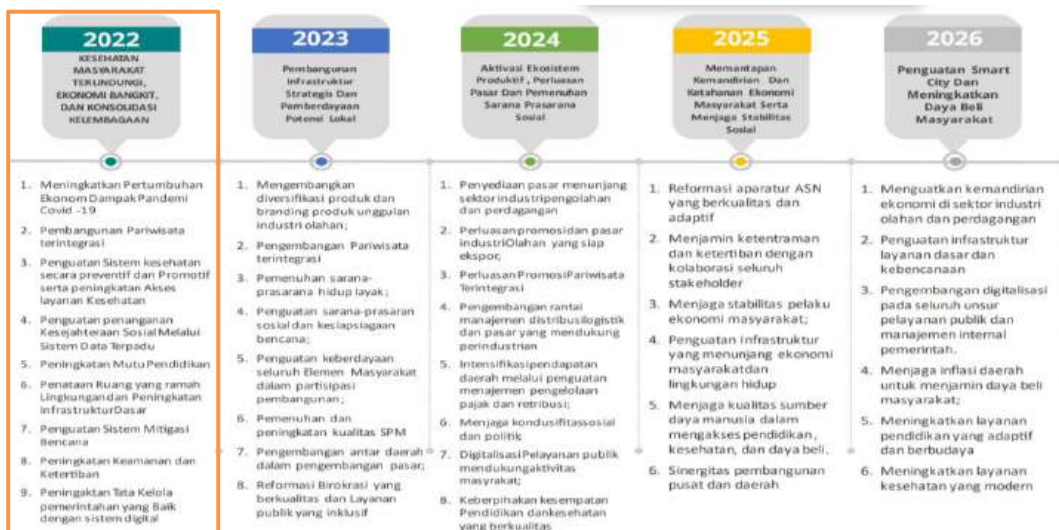 2022
KESEHATAN
MASYARAKAT
TERLINDUNGI,
EKONOMI BANGKIT,
DAN KONSOLIDASI
KELEMBAGAAN
1. Meningkatkan Pertumbuhan
Ekonom Dampak Pandemi
Covid -19
2. Pembangunan Pariwisata
terintegrasi
3. Penguatan Sistem kesehatan
secara preventif dan Promotif
serta peningkatan Akses
layanan Kesehatan
4. Penguatan penanganan
Kesejahteraan Sosial Melalui
Sistem Data Terpadu
5. Peningkatan Mutu Pendidikan
6. Penataan Ruang yang ramah
Lingkungan dan Peningkatan
InfrastrukturDasar
7. Penguatan Sistem Mitigasi
Bencana
8. Peningkatan Keamanan dan
Ketertiban
9. Peningaktan Tata Kelola
pemerintahan yang Baik
dengan sistem digital
2023
Pembangunan
Infrastruktur
Strategis Dan
Pemberdayaan
Potensi Lokal
1. Mengembangkan
diversifikasi produk dan
branding produk unggulan
industri olahan;
2. Pengembangan Pariwisata
terintegrasi
3. Pemenuhan sarana-
prasarana hidup layak;
4. Penguatan sarana-prasaran
sosial dan kesiapsiagaan
bencana;
5. Penguatan keberdayaan
seluruh Elemen Masyarakat
dalam partisipasi
pembangunan;
6. Pemenuhan dan
peningkatan kualitas SPM
7. Pengembangan antar daerah
dalam pengembangan pasar;
8. Reformasi Birokrasi yang
berkualitas dan Layanan
publik yang inklusif
2024
Aktivasi Ekosistem
Produktif , Perluasan
Pasar Dan Pemenuhan
Sarana Prasarana
Sosial
1. Penyediaan pasar menunjang
sektor industripengolahan
dan perdagangan
2. Perluasan promosi dan pasar
industriOlahan yang siap
ekspor,
3. Perluasan PromosiPariwisata
Terintegrasi
4. Pengembangan rantai
manajemen distribusilogistik
dan pasar yang mendukung
perindustrian
5. Intensifikasipendapatan
daerah melalui penguatan
menajemen pengelolaan
pajak dan retribusi;
6. Menjaga kondusifitassosial
dan politik;
7. DigitalisasiPelayanan publik
mendukungaktivitas
masyrakat;
8. Keberpihakan kesempatan
Pendidikan dankesehatan
yang berkualitas
2025
Memantapan
Kemandirian Dan
Ketahanan Ekonomi
Masyarakat Serta
Menjaga Stabilitas
Sosial
1. Reformasi aparatur ASN
yang berkualitas dan
adaptif
2. Menjamin ketentraman
dan ketertiban dengan
kolaborasi seluruh
stakeholder
3. Menjaga stabilitas pelaku
ekonomi masyarakat;
4. Penguatan infrastruktur
yang menunjang ekonomi
masyarakatdan
lingkungan hidup
5. Menjaga kualitas sumber
daya manusia dalam
mengakses pendidikan,
kesehatan, dan daya beli.
6. Sinergitas pembangunan
pusat dan daerah
2026
Penguatan Smart
City Dan
Meningkatkan
Daya Beli
Masyarakat
1. Menguatkan kemandirian
ekonomi di sektor industri
olahan dan perdagangan
2. Penguatan infrastruktur
layanan dasar dan
kebencanaan
3. Pengembangan digitalisasi
pada seluruh unsur
pelayanan publik dan
manajemen internal
pemerintah.
4. Menjaga inflasi daerah
untuk menjamin daya beli
masyarakat;
5. Meningkatkan layanan
pendidikan yang adaptif
dan berbudaya
6. Meningkatkan layanan
kesehatan yang modern